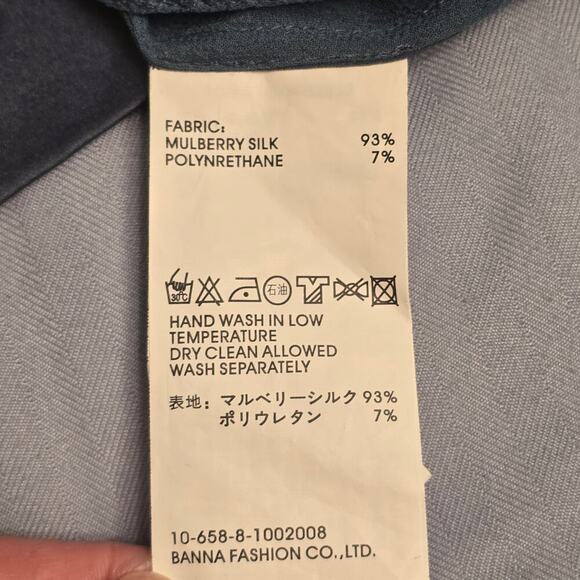 FABRIC:
MULBERRY SILK 93%
POLYNRETHANE 7%
30℃ 石油
HAND WASH IN LOW
TEMPERATURE
DRY CLEAN ALLOWED
WASH SEPARATELY
表地：マルベリーシルク 93%
ポリウレタン 7%
10-658-8-1002008
BANNA FASHION CO.,LTD.